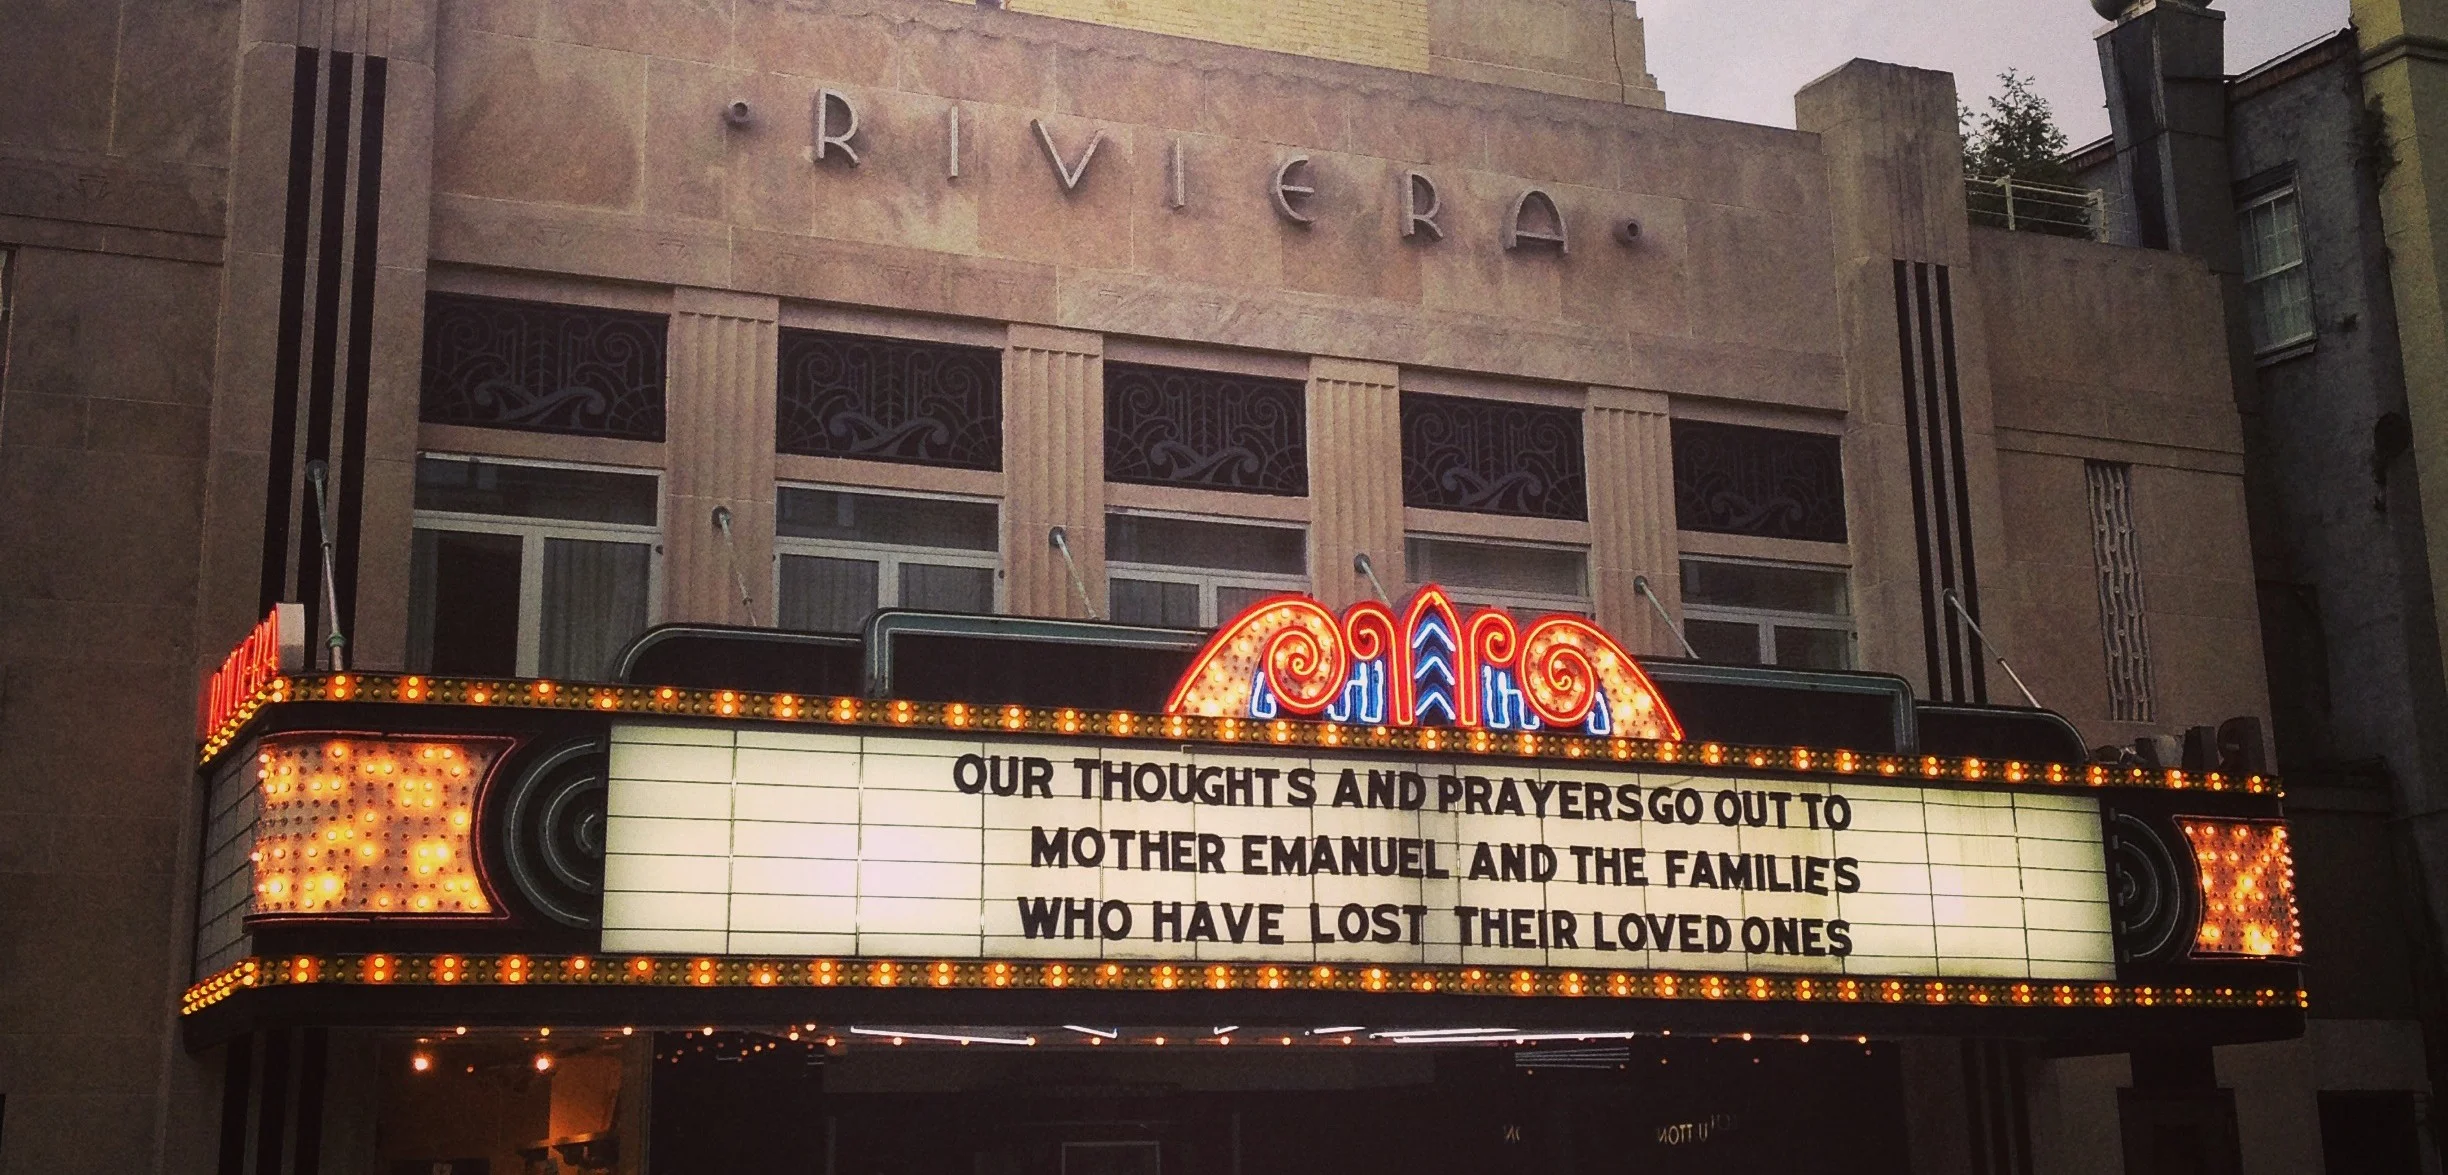 RIVIERA
OUR THOUGHTS AND PRAYERS GO OUT TO
MOTHER EMANUEL AND THE FAMILIES
WHO HAVE LOST THEIR LOVED ONES